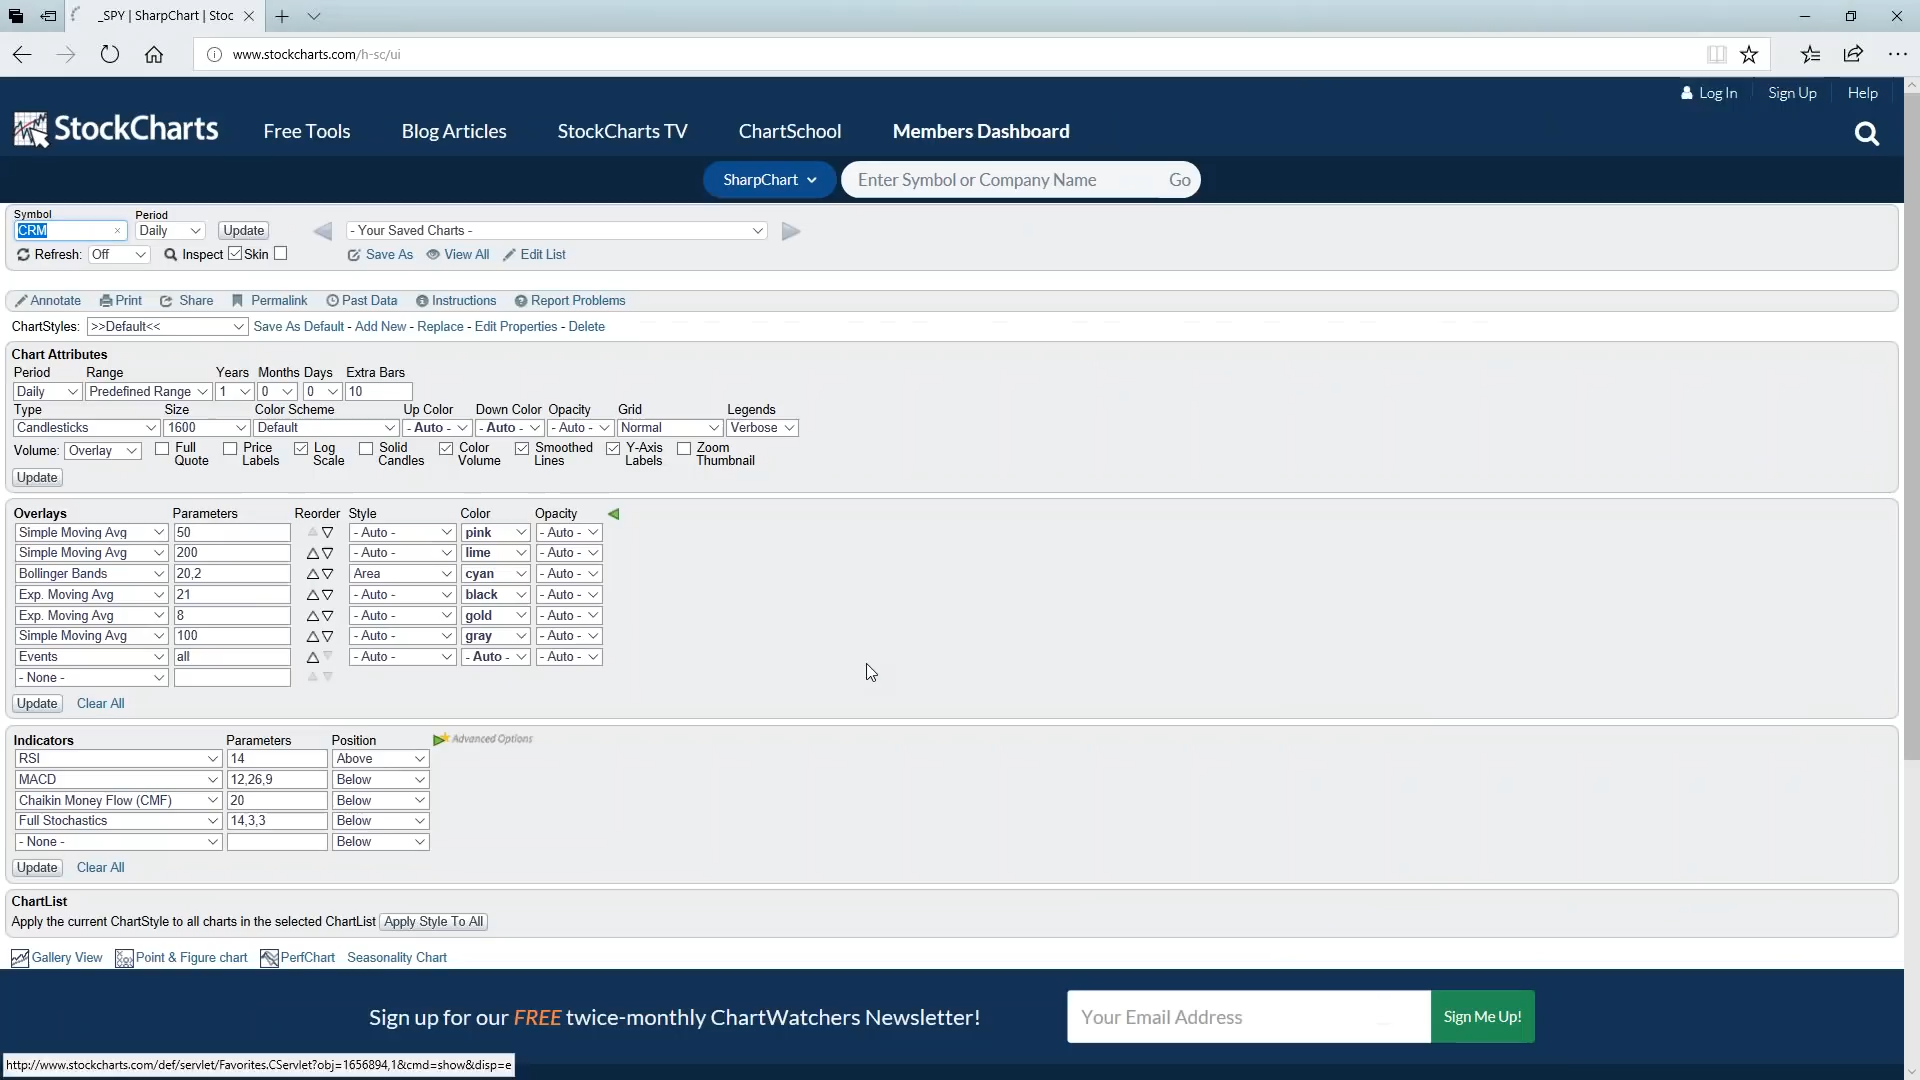 _SPY | SharpChart | Stoc
www.stockcharts.com/h-sc/ui
Log In Sign Up Help
StockCharts Free Tools Blog Articles StockCharts TV ChartSchool Members Dashboard
SharpChart Enter Symbol or Company Name Go
Symbol Period
CRM Daily Update - Your Saved Charts -
Refresh: Off Inspect Skin Save As View All Edit List
Annotate Print Share Permalink Past Data Instructions Report Problems
ChartStyles: >>Default<< Save As Default - Add New - Replace - Edit Properties - Delete
Chart Attributes
Period Range Years Months Days Extra Bars
Daily Predefined Range 1 0 0 10
Type Size Color Scheme Up Color Down Color Opacity Grid Legends
Candlesticks 1600 Default - Auto - - Auto - - Auto - Normal Verbose
Volume: Overlay Full Quote Price Labels Log Scale Solid Candles Color Volume Smoothed Lines Y-Axis Labels Zoom Thumbnail
Update
Overlays Parameters Reorder Style Color Opacity
Simple Moving Avg 50 - Auto - pink - Auto -
Simple Moving Avg 200 - Auto - lime - Auto -
Bollinger Bands 20,2 Area cyan - Auto -
Exp. Moving Avg 21 - Auto - black - Auto -
Exp. Moving Avg 8 - Auto - gold - Auto -
Simple Moving Avg 100 - Auto - gray - Auto -
Events all - Auto - - Auto - - Auto -
- None -
Update Clear All
Indicators Parameters Position Advanced Options
RSI 14 Above
MACD 12,26,9 Below
Chaikin Money Flow (CMF) 20 Below
Full Stochastics 14,3,3 Below
- None - Below
Update Clear All
ChartList
Apply the current ChartStyle to all charts in the selected ChartList Apply Style To All
Gallery View Point & Figure chart PerfChart Seasonality Chart
Sign up for our FREE twice-monthly ChartWatchers Newsletter! Your Email Address Sign Me Up!
http://www.stockcharts.com/def/servlet/Favorites.CServlet?obj=1656894,1&cmd=show&disp=e